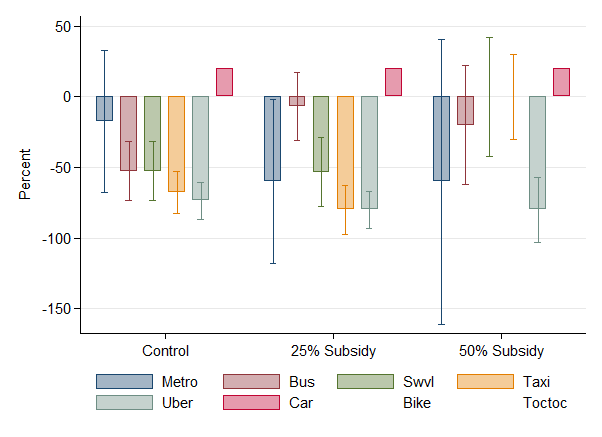 50
0
-50
-100
-150
Percent
Control 25% Subsidy 50% Subsidy
Metro Bus Swvl Taxi
Uber Car Bike Toctoc